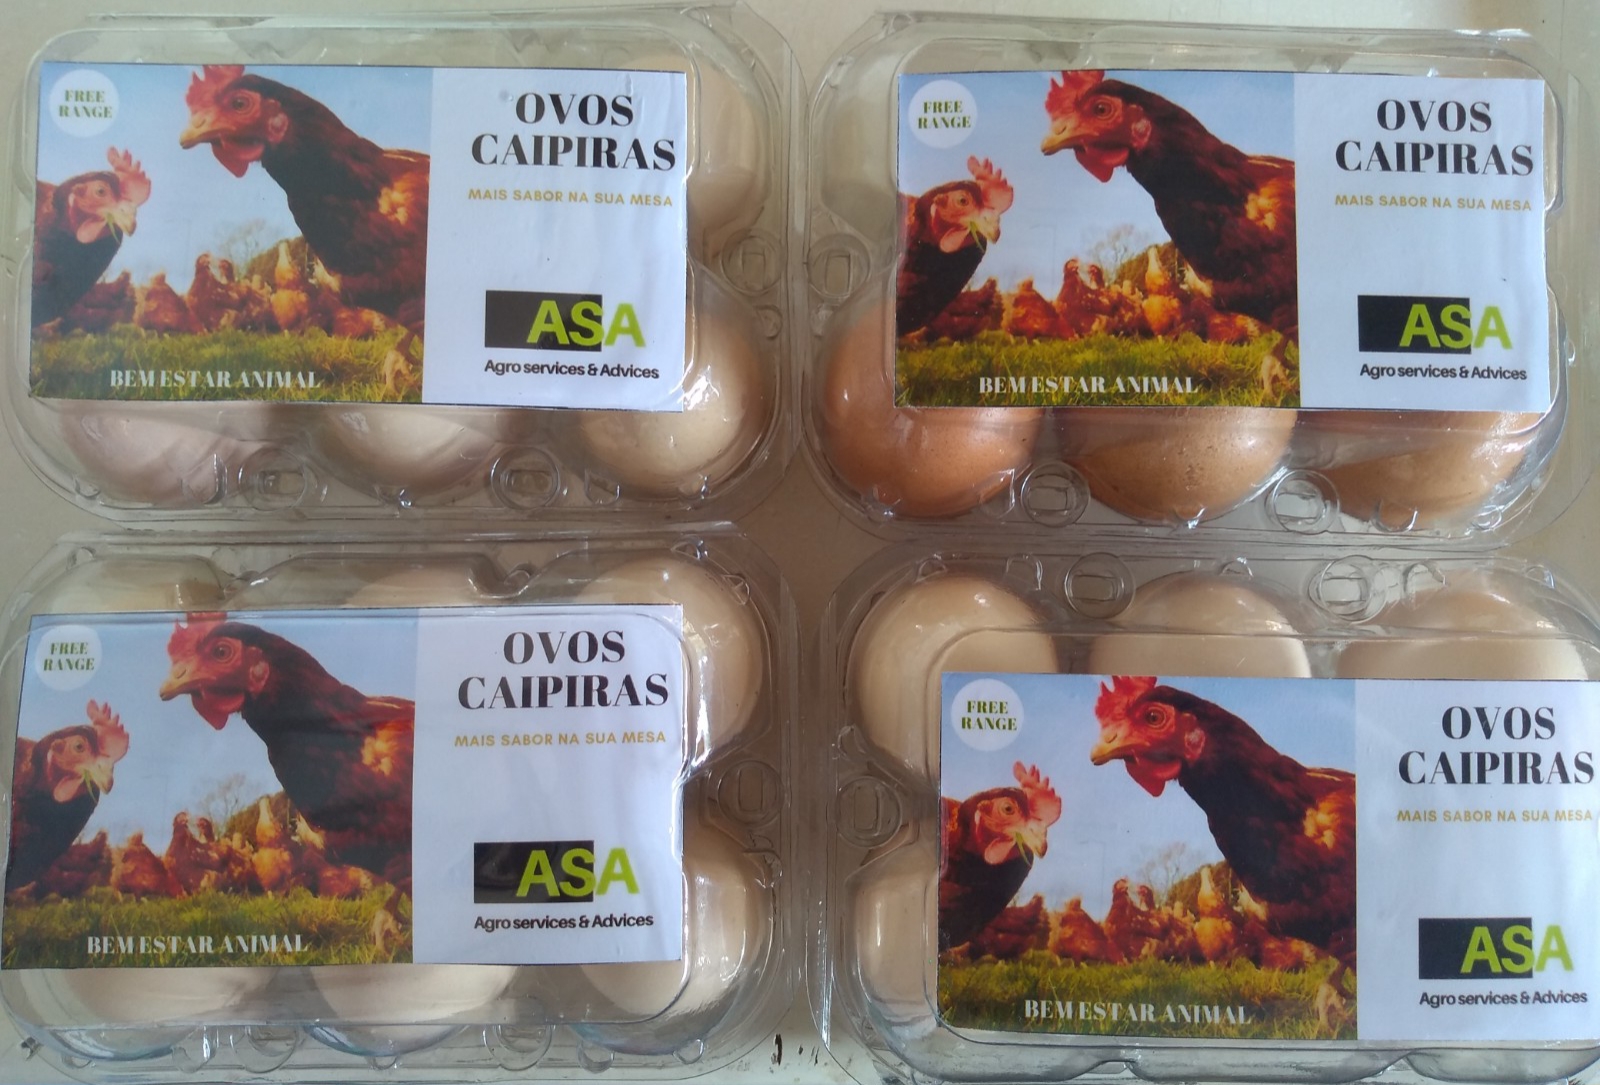 FREE
RANGE
OVOS
CAIPIRAS
MAIS SABOR NA SUA MESA
ASA
Agro services & Advices
BEM ESTAR ANIMAL
FREE
RANGE
OVOS
CAIPIRAS
MAIS SABOR NA SUA MESA
ASA
Agro services & Advices
BEM ESTAR ANIMAL
FREE
RANGE
OVOS
CAIPIRAS
MAIS SABOR NA SUA MESA
ASA
Agro services & Advices
BEM ESTAR ANIMAL
FREE
RANGE
OVOS
CAIPIRAS
MAIS SABOR NA SUA MESA
ASA
Agro services & Advices
BEM ESTAR ANIMAL